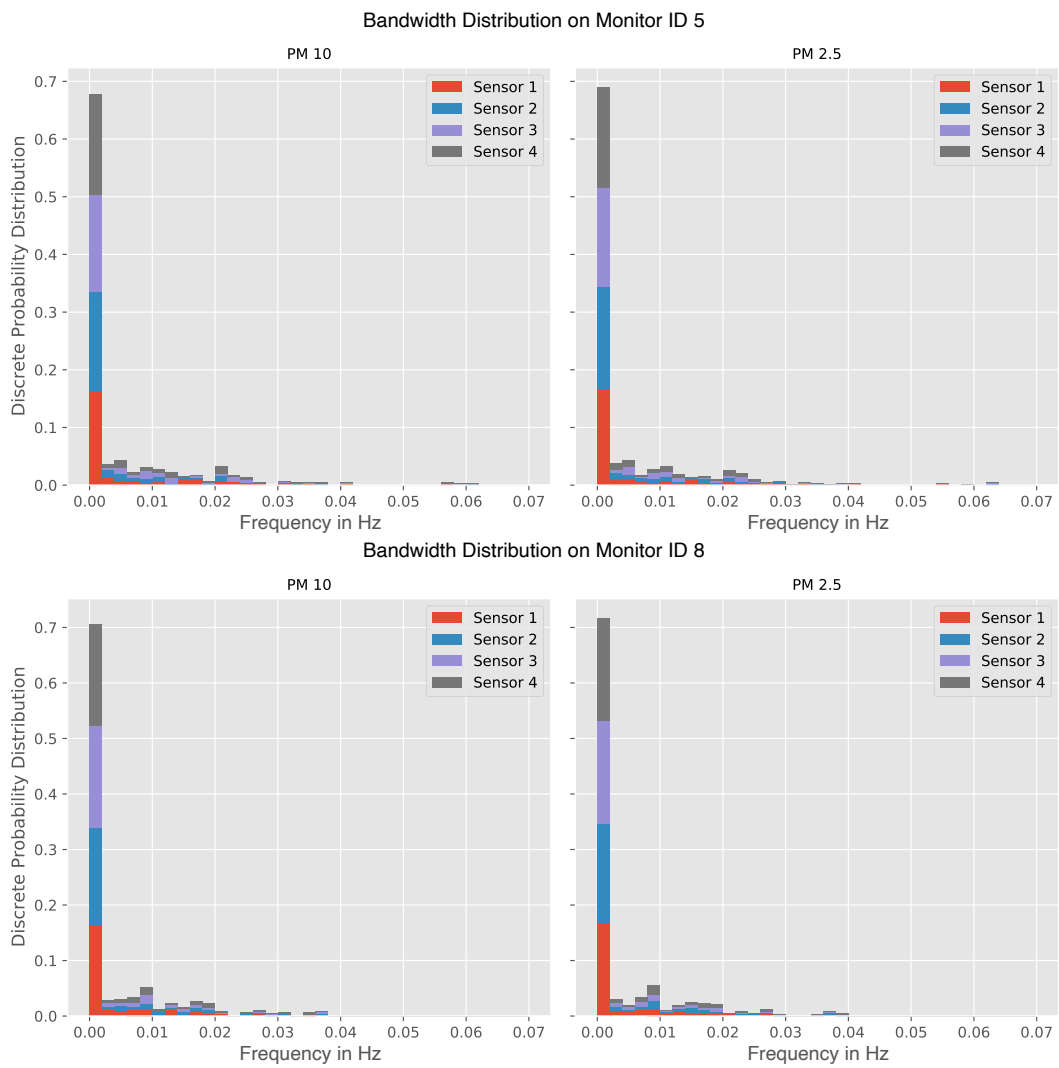 Bandwidth Distribution on Monitor ID 5
PM 10
PM 2.5
Discrete Probability Distribution
0.7
0.6
0.5
0.4
0.3
0.2
0.1
0.0
Sensor 1
Sensor 2
Sensor 3
Sensor 4
Sensor 1
Sensor 2
Sensor 3
Sensor 4
0.00 0.01 0.02 0.03 0.04 0.05 0.06 0.07
0.00 0.01 0.02 0.03 0.04 0.05 0.06 0.07
Frequency in Hz
Frequency in Hz
Bandwidth Distribution on Monitor ID 8
PM 10
PM 2.5
Discrete Probability Distribution
0.7
0.6
0.5
0.4
0.3
0.2
0.1
0.0
Sensor 1
Sensor 2
Sensor 3
Sensor 4
Sensor 1
Sensor 2
Sensor 3
Sensor 4
0.00 0.01 0.02 0.03 0.04 0.05 0.06 0.07
0.00 0.01 0.02 0.03 0.04 0.05 0.06 0.07
Frequency in Hz
Frequency in Hz